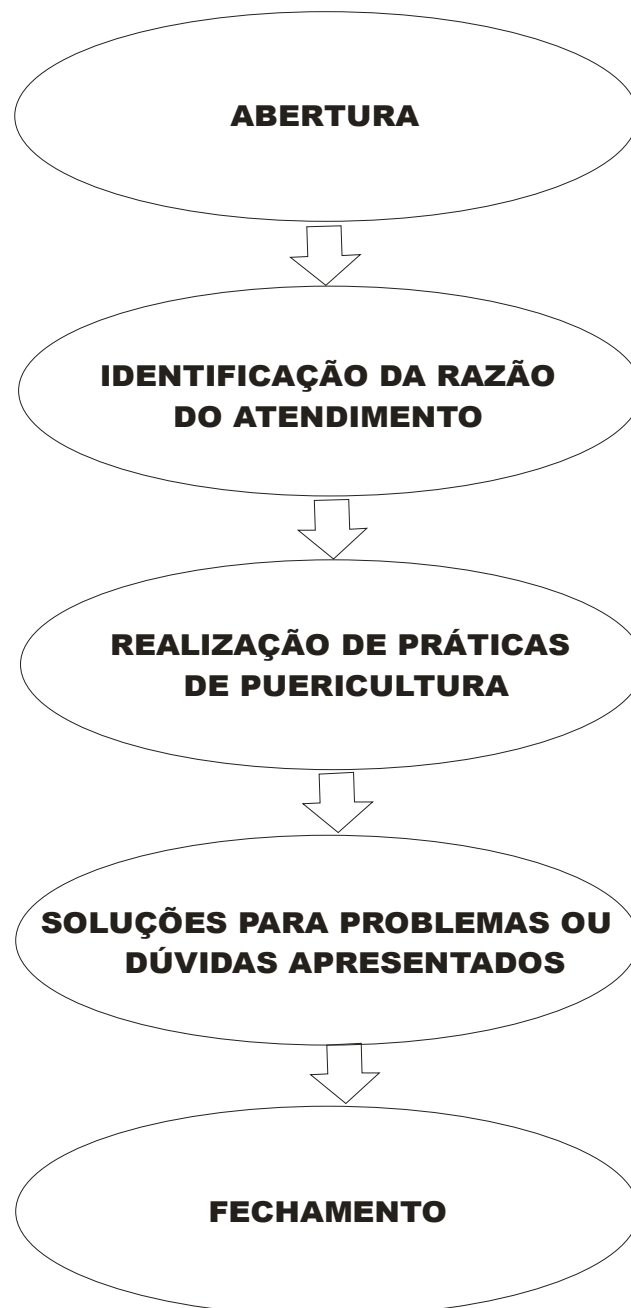 ABERTURA
IDENTIFICAÇÃO DA RAZÃO
DO ATENDIMENTO
REALIZAÇÃO DE PRÁTICAS
DE PUERICULTURA
SOLUÇÕES PARA PROBLEMAS OU
DÚVIDAS APRESENTADOS
FECHAMENTO